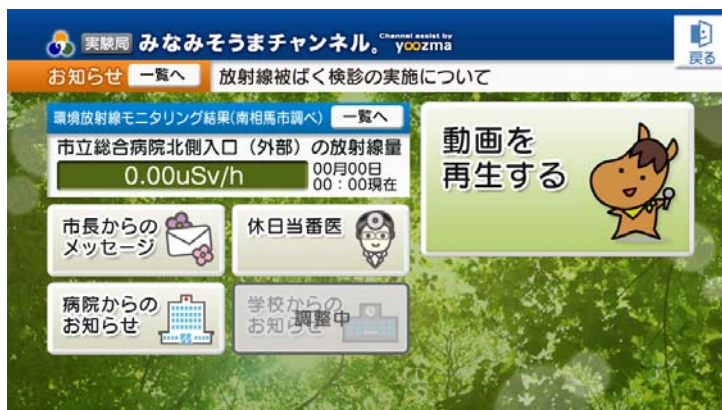 実験局 みなみそうまチャンネル。 Channel assist by yoozma
戻る
お知らせ 一覧へ 放射線被ばく検診の実施について
環境放射線モニタリング結果(南相馬市調べ) 一覧へ
市立総合病院北側入口（外部）の放射線量
0.00uSv/h
00月00日
00：00現在
動画を
再生する
市長からの
メッセージ
休日当番医
病院からの
お知らせ
学校からの
お知らせ
調整中